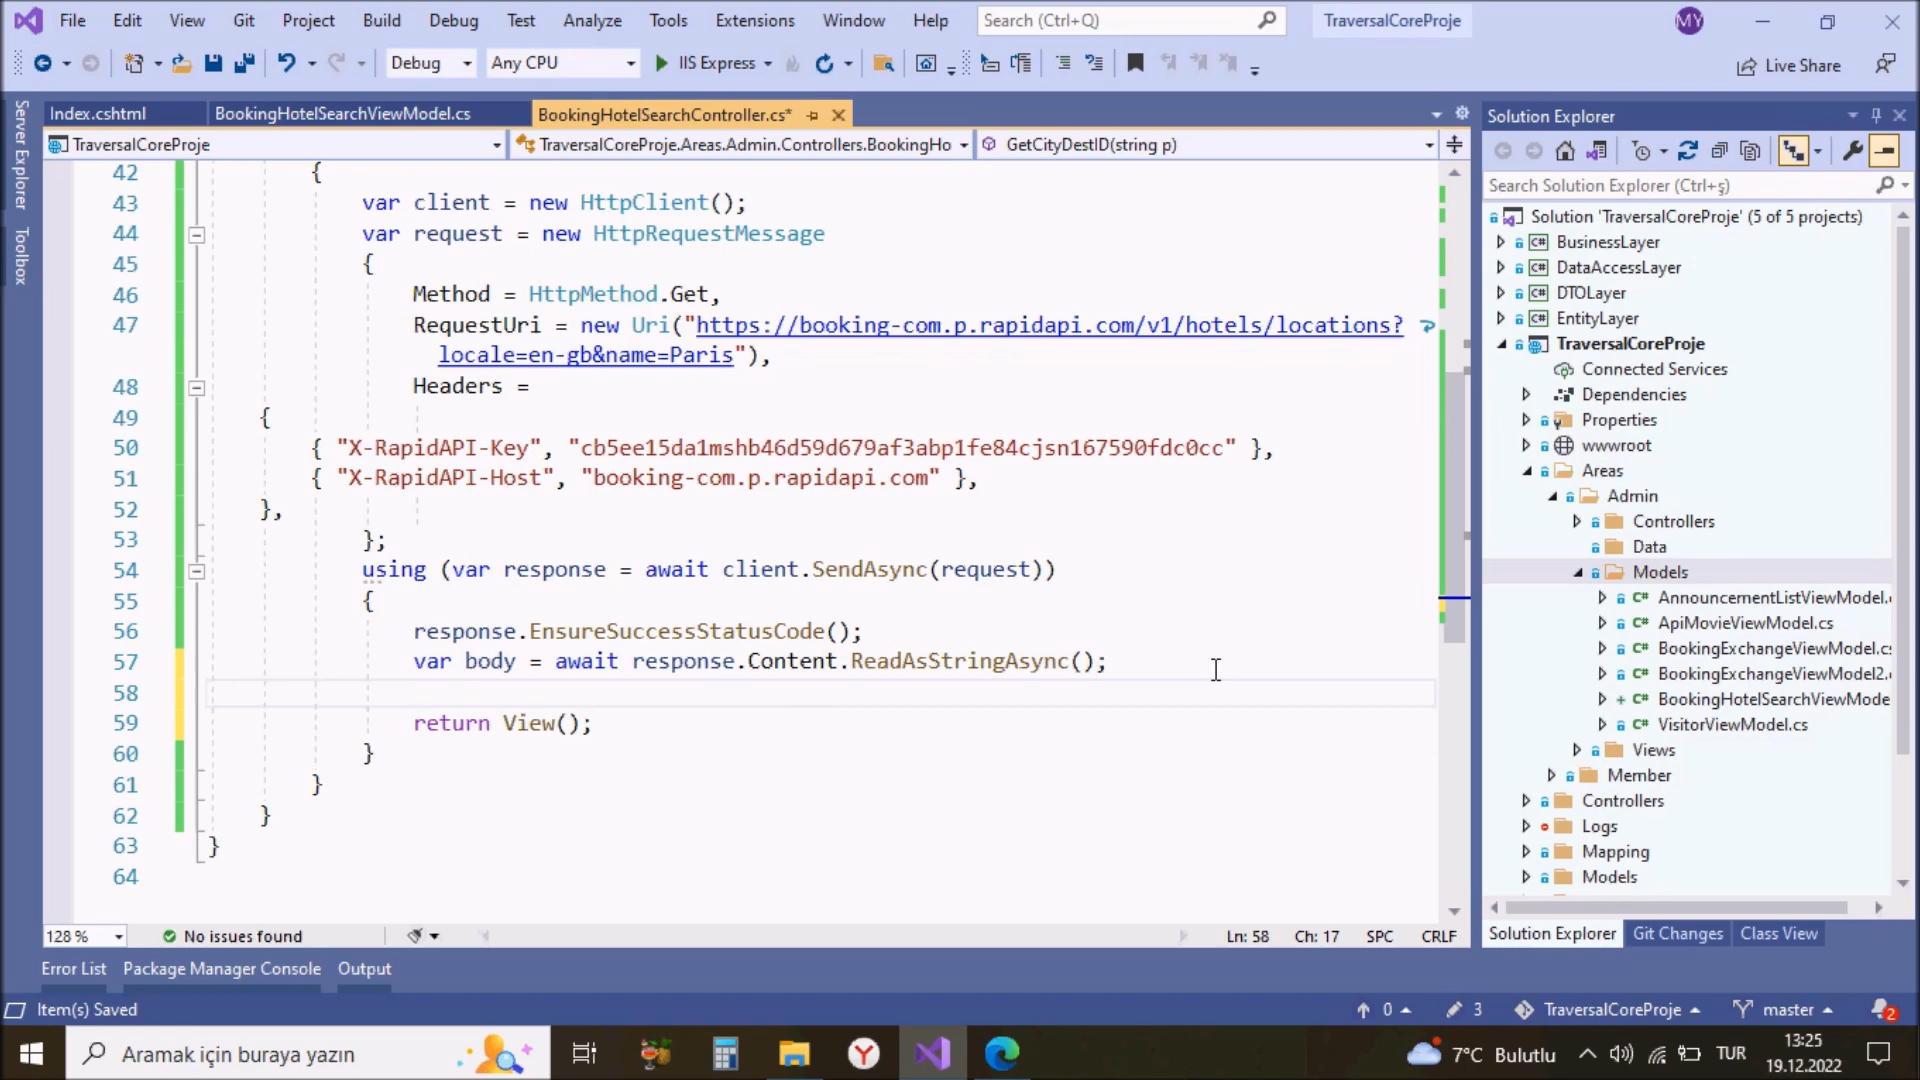 File Edit View Git Project Build Debug Test Analyze Tools Extensions Window Help Search (Ctrl+Q) TraversalCoreProje MY
Debug Any CPU IIS Express Live Share
Server Explorer
Toolbox
Index.cshtml BookingHotelSearchViewModel.cs BookingHotelSearchController.cs*
TraversalCoreProje TraversalCoreProje.Areas.Admin.Controllers.BookingHo GetCityDestID(string p)
42 {
43 var client = new HttpClient();
44 var request = new HttpRequestMessage
45 {
46 Method = HttpMethod.Get,
47 RequestUri = new Uri("https://booking-com.p.rapidapi.com/v1/hotels/locations?
locale=en-gb&name=Paris"),
48 Headers =
49 {
50 { "X-RapidAPI-Key", "cb5ee15da1mshb46d59d679af3abp1fe84cjsn167590fdc0cc" },
51 { "X-RapidAPI-Host", "booking-com.p.rapidapi.com" },
52 },
53 };
54 using (var response = await client.SendAsync(request))
55 {
56 response.EnsureSuccessStatusCode();
57 var body = await response.Content.ReadAsStringAsync();
58
59 return View();
60 }
61 }
62 }
63 }
64
128 % No issues found Ln: 58 Ch: 17 SPC CRLF
Error List Package Manager Console Output
Solution Explorer
Search Solution Explorer (Ctrl+ş)
Solution 'TraversalCoreProje' (5 of 5 projects)
BusinessLayer
DataAccessLayer
DTOLayer
EntityLayer
TraversalCoreProje
Connected Services
Dependencies
Properties
wwwroot
Areas
Admin
Controllers
Data
Models
AnnouncementListViewModel.
ApiMovieViewModel.cs
BookingExchangeViewModel.cs
BookingExchangeViewModel2.
BookingHotelSearchViewMode
VisitorViewModel.cs
Views
Member
Controllers
Logs
Mapping
Models
Solution Explorer Git Changes Class View
Item(s) Saved 0 3 TraversalCoreProje master 2
Aramak için buraya yazın 7°C Bulutlu TUR 13:25
19.12.2022